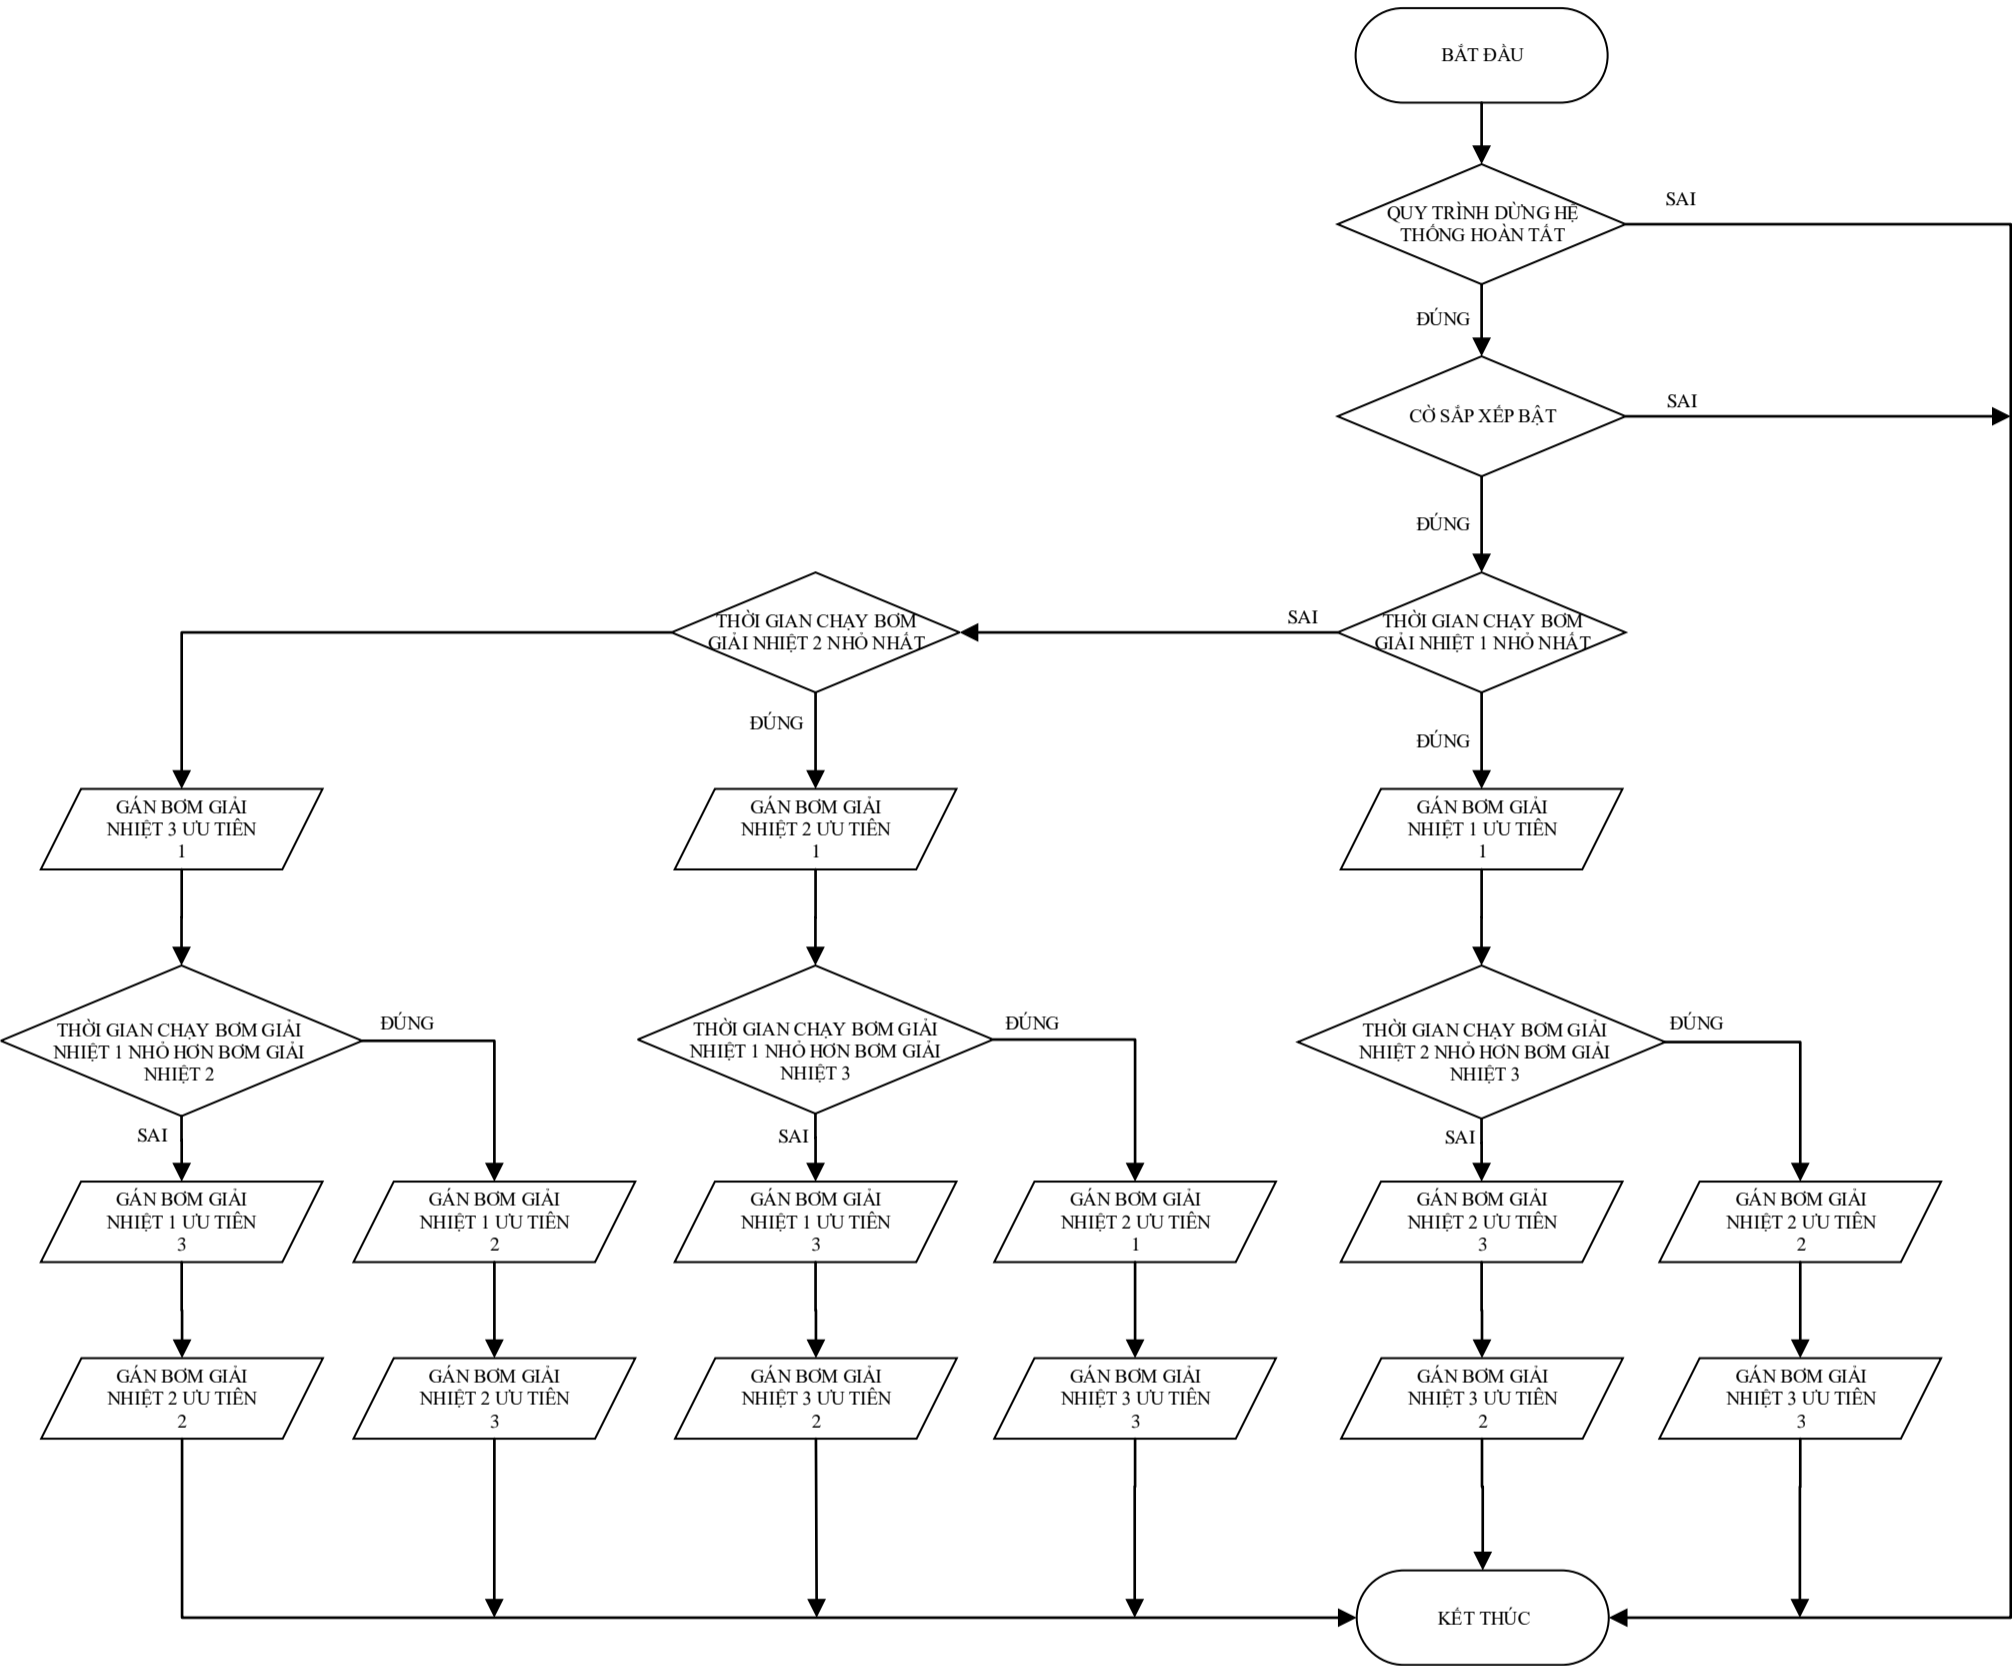 BẮT ĐẦU
QUY TRÌNH DỪNG HỆ
THỐNG HOÀN TẤT
SAI
ĐÚNG
CỜ SẮP XẾP BẬT
SAI
ĐÚNG
THỜI GIAN CHẠY BƠM
GIẢI NHIỆT 2 NHỎ NHẤT
SAI
THỜI GIAN CHẠY BƠM
GIẢI NHIỆT 1 NHỎ NHẤT
ĐÚNG
ĐÚNG
GÁN BƠM GIẢI
NHIỆT 3 ƯU TIÊN
1
GÁN BƠM GIẢI
NHIỆT 2 ƯU TIÊN
1
GÁN BƠM GIẢI
NHIỆT 1 ƯU TIÊN
1
THỜI GIAN CHẠY BƠM GIẢI
NHIỆT 1 NHỎ HƠN BƠM GIẢI
NHIỆT 2
ĐÚNG
SAI
THỜI GIAN CHẠY BƠM GIẢI
NHIỆT 1 NHỎ HƠN BƠM GIẢI
NHIỆT 3
ĐÚNG
SAI
THỜI GIAN CHẠY BƠM GIẢI
NHIỆT 2 NHỎ HƠN BƠM GIẢI
NHIỆT 3
ĐÚNG
SAI
GÁN BƠM GIẢI
NHIỆT 1 ƯU TIÊN
3
GÁN BƠM GIẢI
NHIỆT 1 ƯU TIÊN
2
GÁN BƠM GIẢI
NHIỆT 1 ƯU TIÊN
3
GÁN BƠM GIẢI
NHIỆT 2 ƯU TIÊN
1
GÁN BƠM GIẢI
NHIỆT 2 ƯU TIÊN
3
GÁN BƠM GIẢI
NHIỆT 2 ƯU TIÊN
2
GÁN BƠM GIẢI
NHIỆT 2 ƯU TIÊN
2
GÁN BƠM GIẢI
NHIỆT 2 ƯU TIÊN
3
GÁN BƠM GIẢI
NHIỆT 3 ƯU TIÊN
2
GÁN BƠM GIẢI
NHIỆT 3 ƯU TIÊN
3
GÁN BƠM GIẢI
NHIỆT 3 ƯU TIÊN
2
GÁN BƠM GIẢI
NHIỆT 3 ƯU TIÊN
3
KẾT THÚC